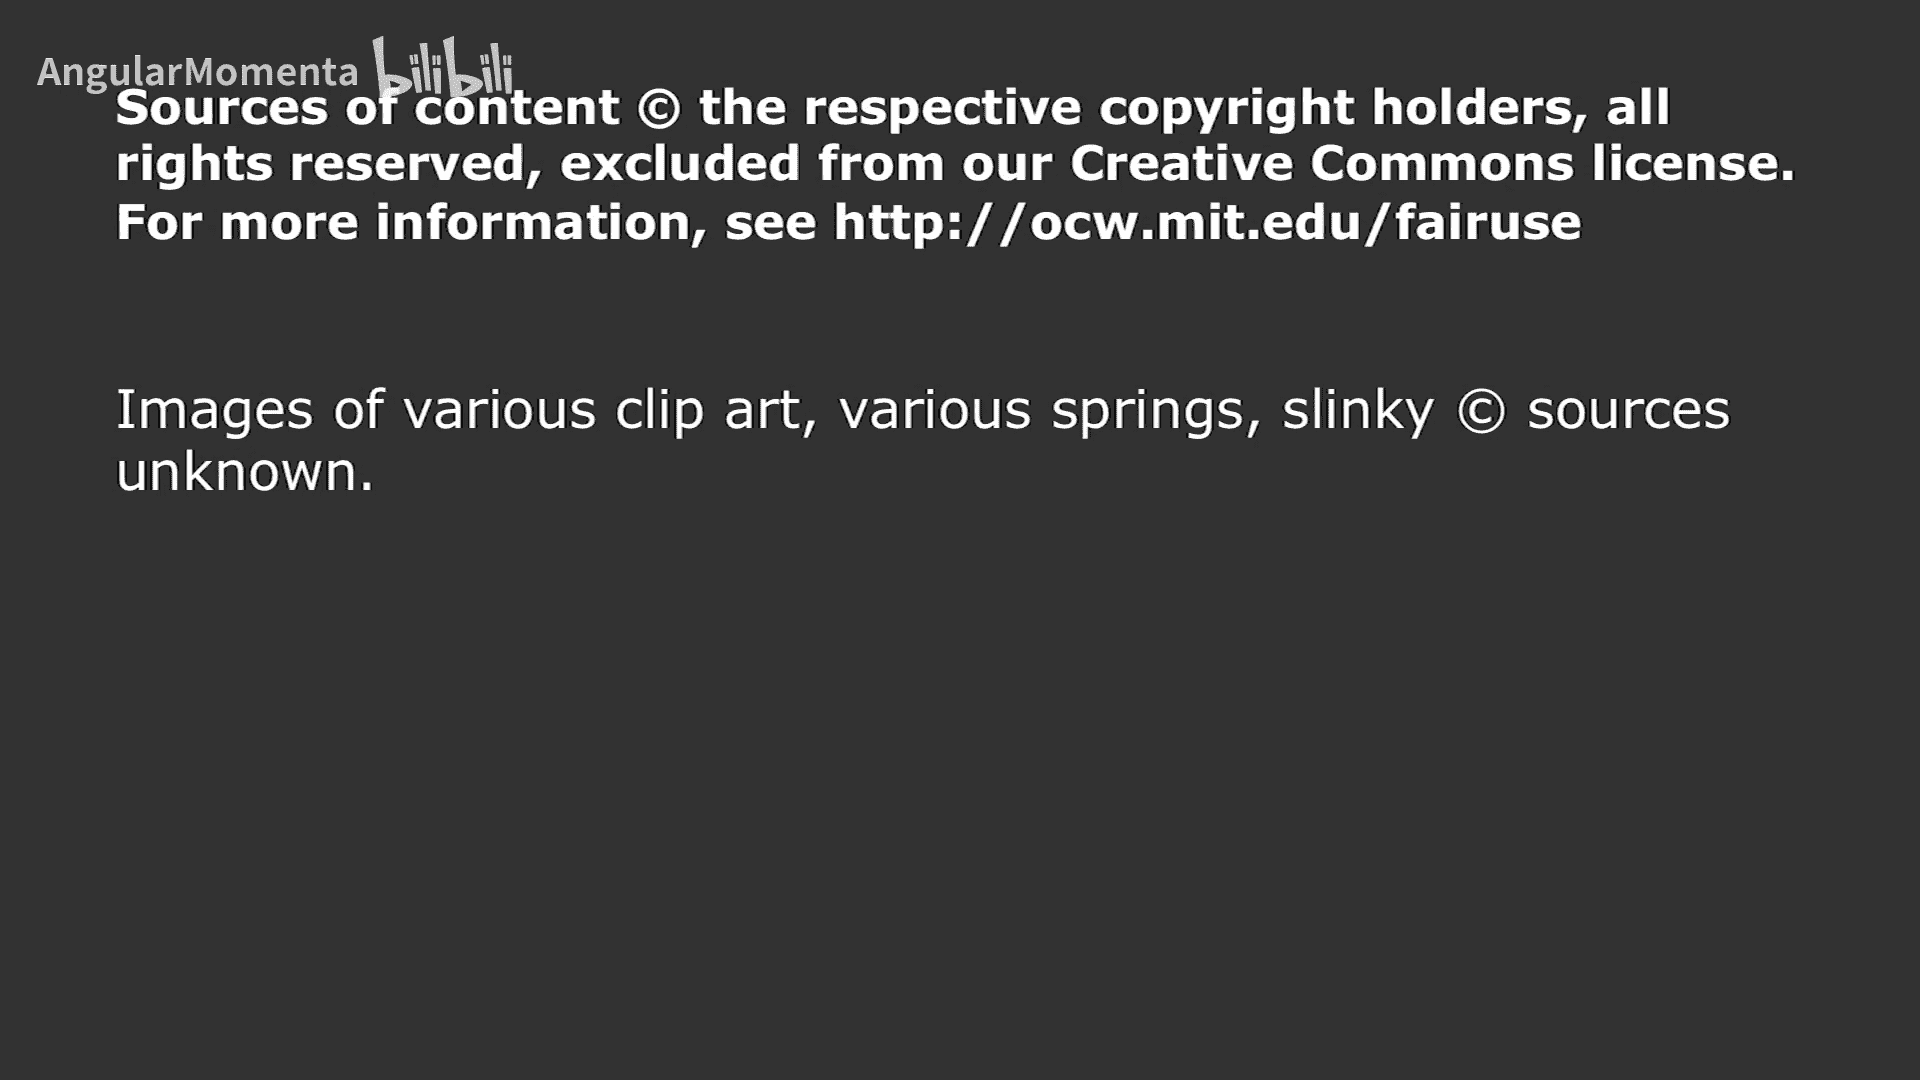 AngularMomenta bilibili
Sources of content © the respective copyright holders, all
rights reserved, excluded from our Creative Commons license.
For more information, see http://ocw.mit.edu/fairuse
Images of various clip art, various springs, slinky © sources
unknown.